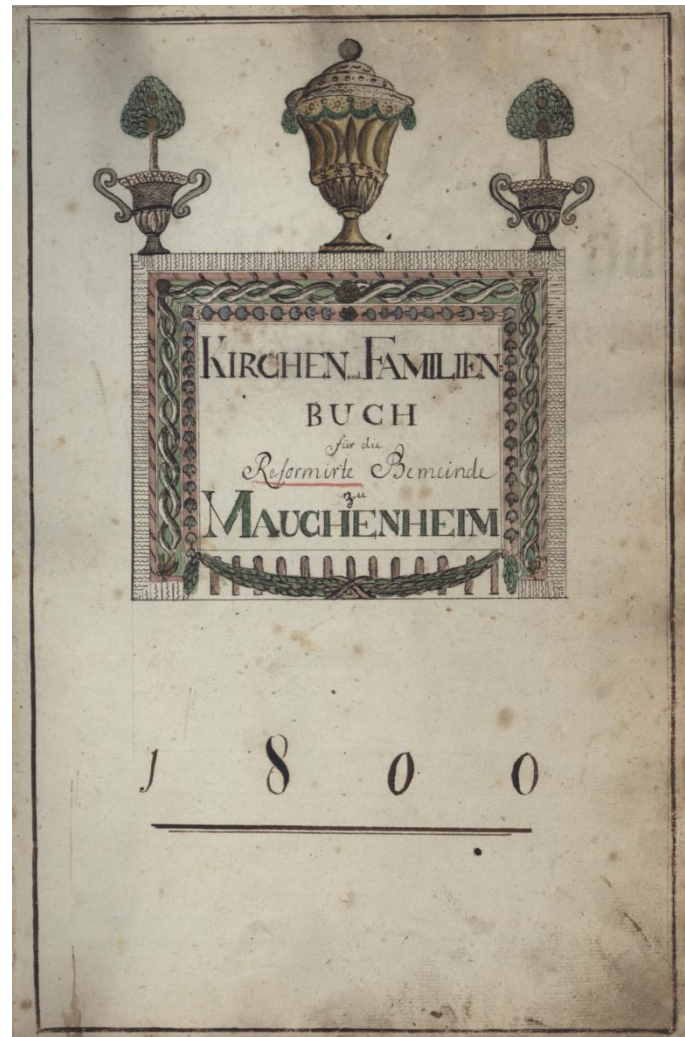 KIRCHEN und FAMILIEN=
BUCH
für die
Reformirte Gemeinde
zu
MAUCHENHEIM
1800